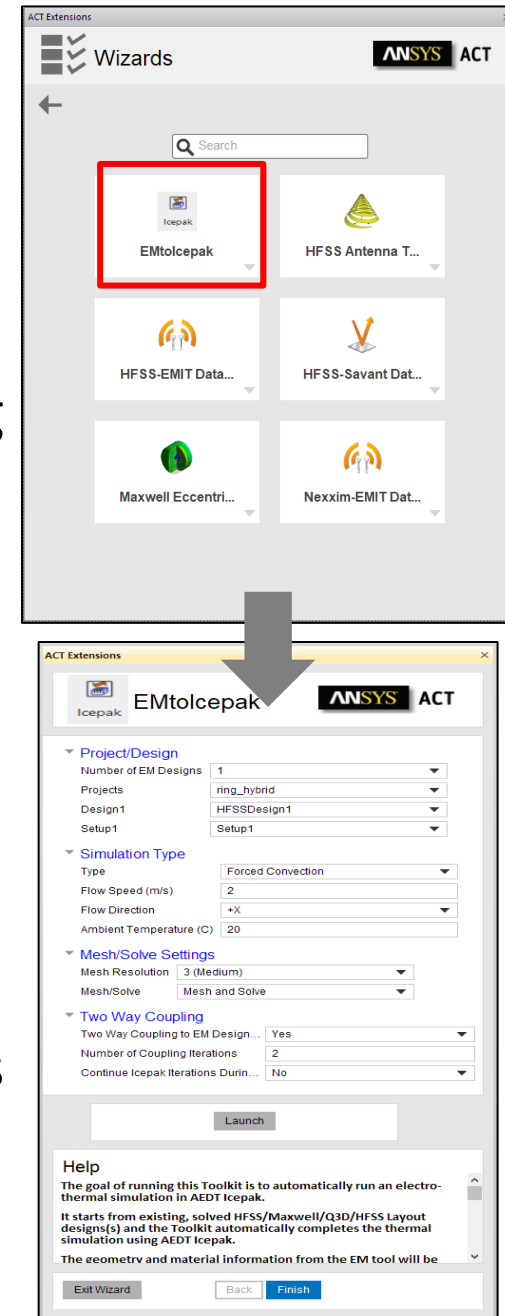 ACT Extensions
Wizards
ANSYS ACT
Search
Icepak
EMtoIcepak
HFSS Antenna T...
HFSS-EMIT Data...
HFSS-Savant Dat...
Maxwell Eccentri...
Nexxim-EMIT Dat...
ACT Extensions
Icepak
EMtoIcepak
ANSYS ACT
Project/Design
Number of EM Designs 1
Projects ring_hybrid
Design1 HFSSDesign1
Setup1 Setup1
Simulation Type
Type Forced Convection
Flow Speed (m/s) 2
Flow Direction +X
Ambient Temperature (C) 20
Mesh/Solve Settings
Mesh Resolution 3 (Medium)
Mesh/Solve Mesh and Solve
Two Way Coupling
Two Way Coupling to EM Design... Yes
Number of Coupling Iterations 2
Continue Icepak Iterations Durin... No
Launch
Help
The goal of running this Toolkit is to automatically run an electro-
thermal simulation in AEDT Icepak.
It starts from existing, solved HFSS/Maxwell/Q3D/HFSS Layout
designs(s) and the Toolkit automatically completes the thermal
simulation using AEDT Icepak.
The geometry and material information from the EM tool will be
Exit Wizard Back Finish